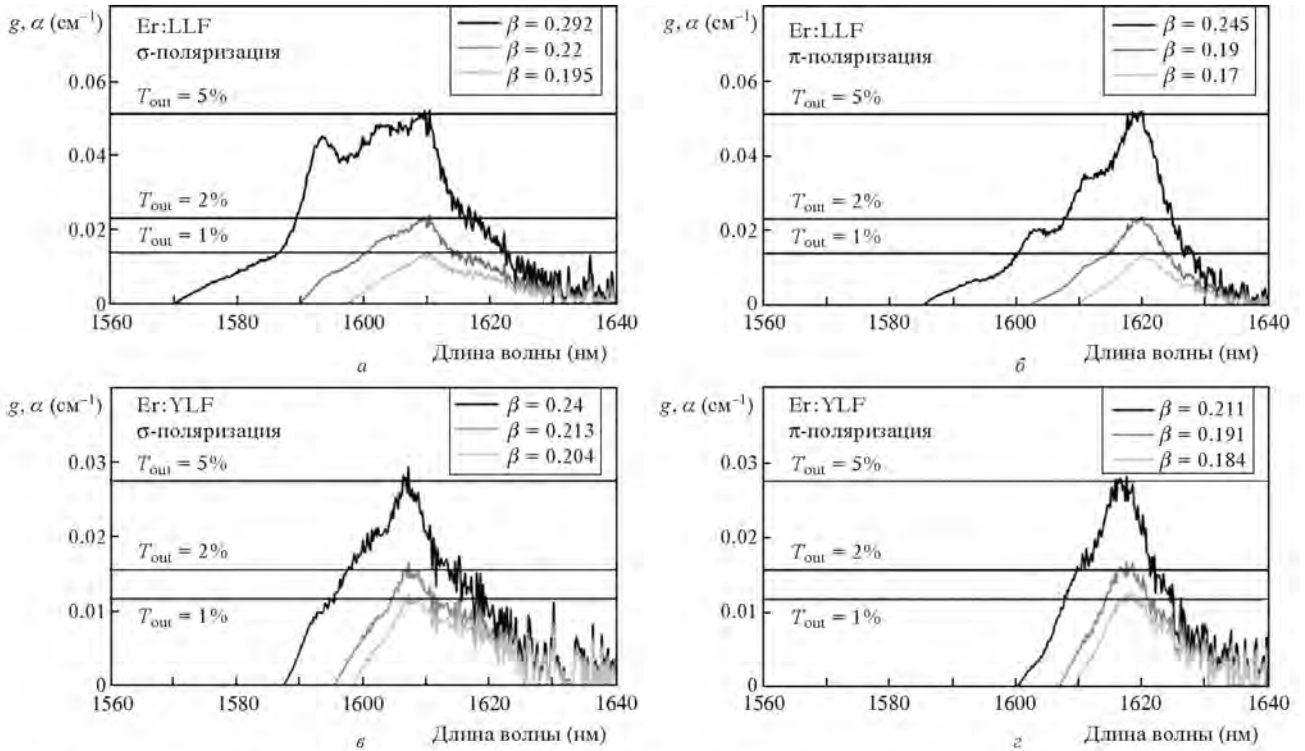 g, α (см⁻¹)
Er:LLF
σ-поляризация
β = 0.292
β = 0.22
β = 0.195
T_out = 5%
T_out = 2%
T_out = 1%
0.06
0.04
0.02
0
1560 1580 1600 1620 1640
Длина волны (нм)
а
g, α (см⁻¹)
Er:LLF
π-поляризация
β = 0.245
β = 0.19
β = 0.17
T_out = 5%
T_out = 2%
T_out = 1%
0.06
0.04
0.02
0
1560 1580 1600 1620 1640
Длина волны (нм)
б
g, α (см⁻¹)
Er:YLF
σ-поляризация
β = 0.24
β = 0.213
β = 0.204
T_out = 5%
T_out = 2%
T_out = 1%
0.03
0.02
0.01
0
1560 1580 1600 1620 1640
Длина волны (нм)
в
g, α (см⁻¹)
Er:YLF
π-поляризация
β = 0.211
β = 0.191
β = 0.184
T_out = 5%
T_out = 2%
T_out = 1%
0.03
0.02
0.01
0
1560 1580 1600 1620 1640
Длина волны (нм)
г